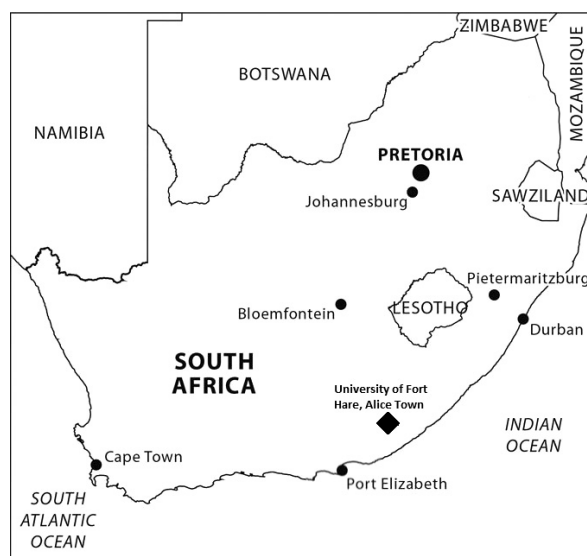 ZIMBABWE
BOTSWANA
MOZAMBIQUE
NAMIBIA
PRETORIA
Johannesburg
SAWZILAND
Pietermaritzburg
Bloemfontein
LESOTHO
Durban
SOUTH
AFRICA
University of Fort
Hare, Alice Town
INDIAN
OCEAN
Cape Town
Port Elizabeth
SOUTH
ATLANTIC
OCEAN